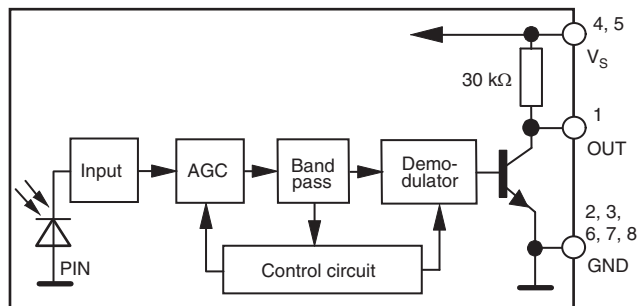 4, 5
V_S
30 kΩ
1
OUT
Input
AGC
Band
pass
Demo-
dulator
2, 3,
6, 7, 8
GND
PIN
Control circuit